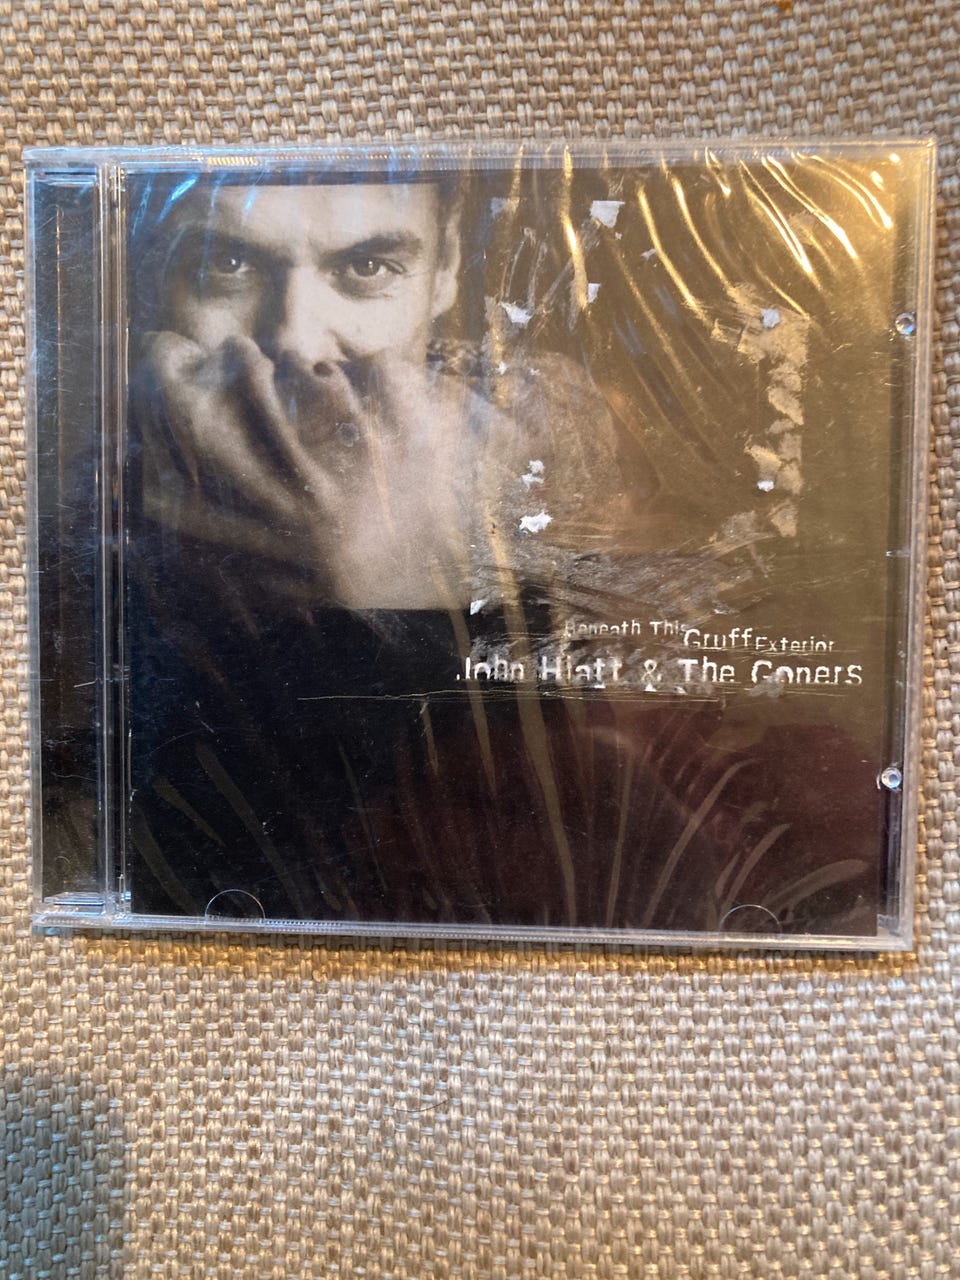 Beneath This Gruff Exterior
John Hiatt & The Goners